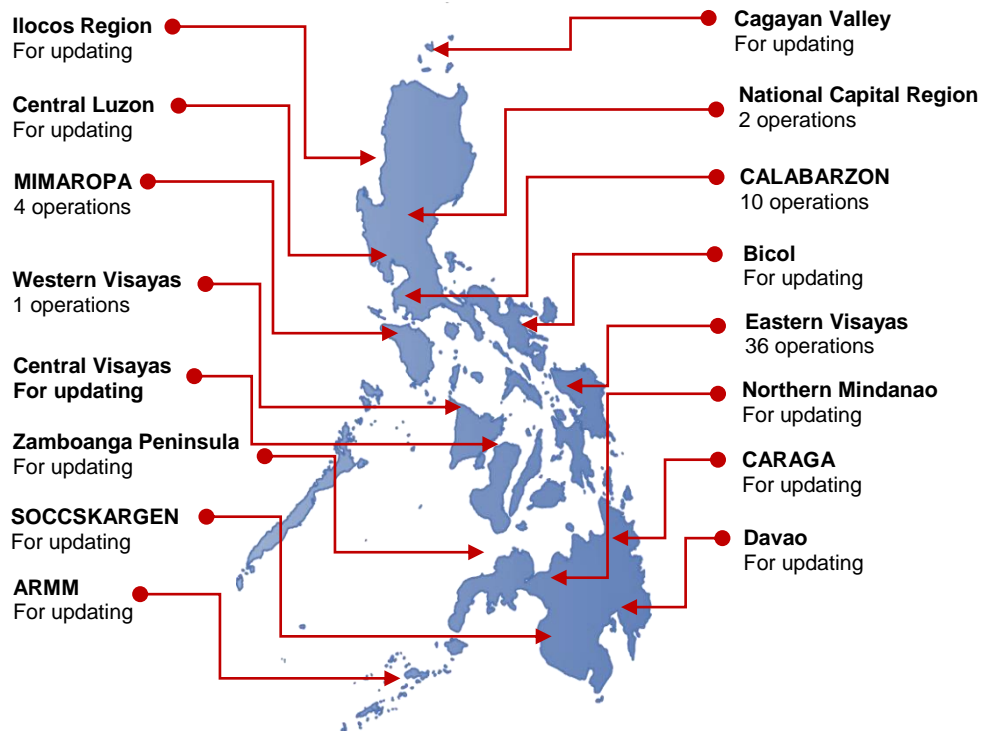 Ilocos Region
For updating
Central Luzon
For updating
MIMAROPA
4 operations
Western Visayas
1 operations
Central Visayas
For updating
Zamboanga Peninsula
For updating
SOCCSKARGEN
For updating
ARMM
For updating
Cagayan Valley
For updating
National Capital Region
2 operations
CALABARZON
10 operations
Bicol
For updating
Eastern Visayas
36 operations
Northern Mindanao
For updating
CARAGA
For updating
Davao
For updating